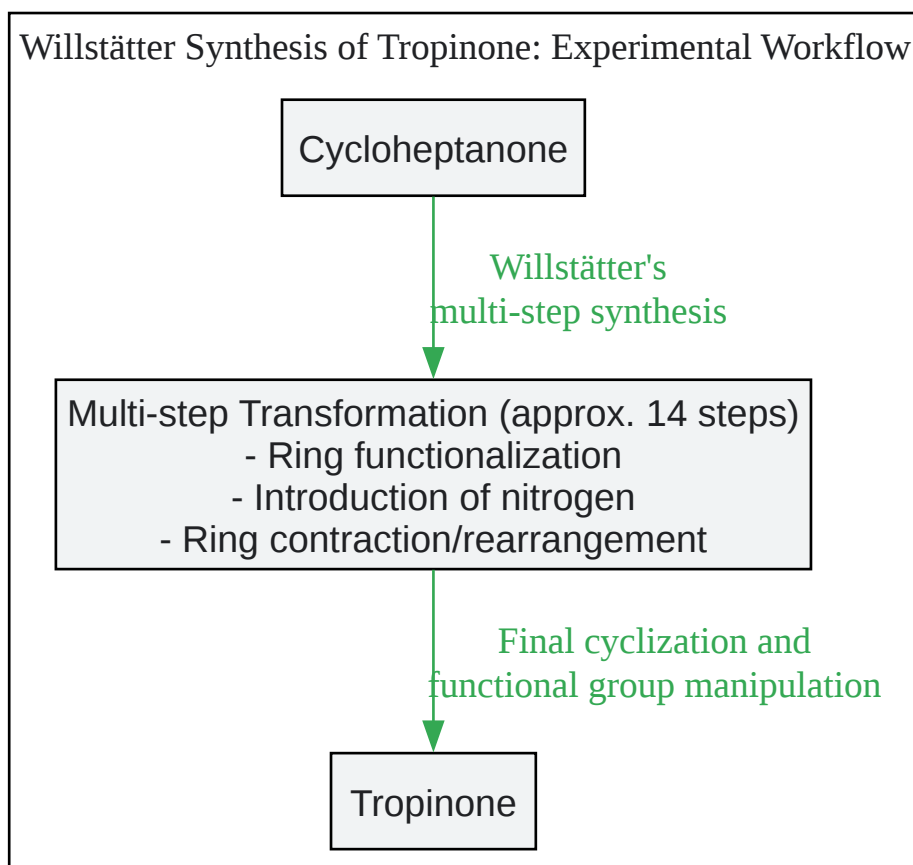 Willstätter Synthesis of Tropinone: Experimental Workflow
Cycloheptanone
Willstätter's
multi-step synthesis
Multi-step Transformation (approx. 14 steps)
- Ring functionalization
- Introduction of nitrogen
- Ring contraction/rearrangement
Final cyclization and
functional group manipulation
Tropinone